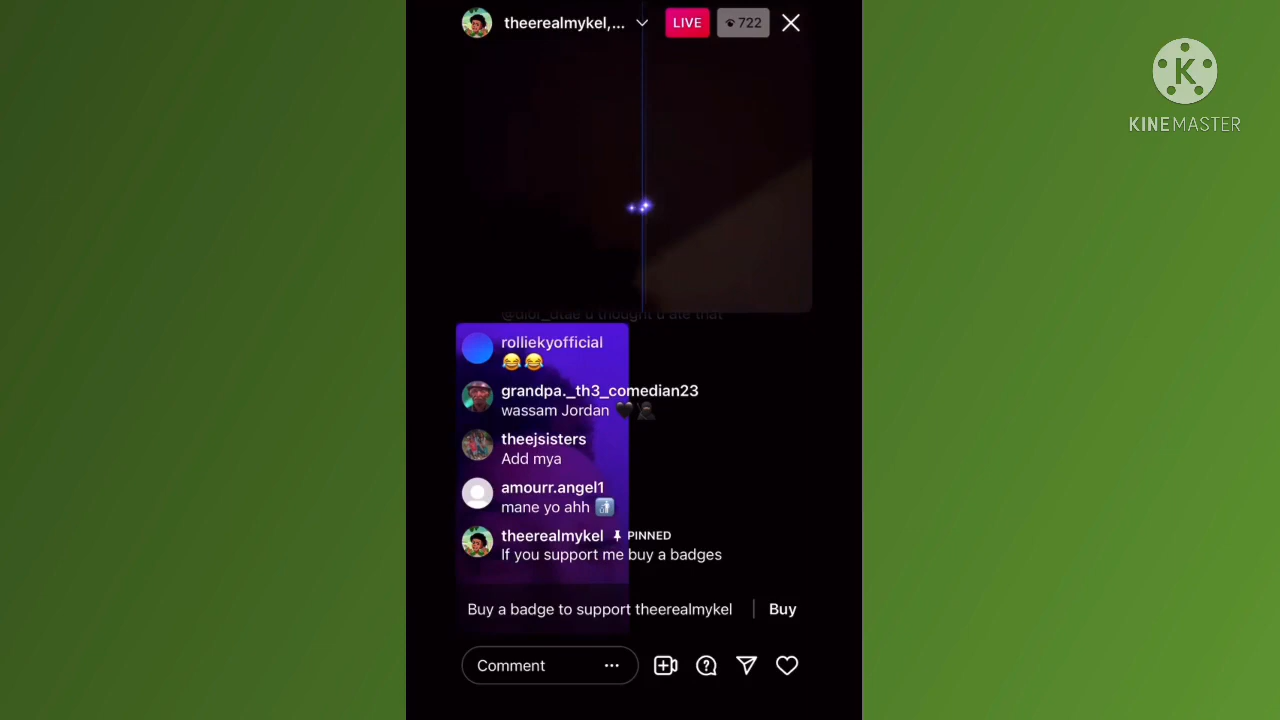 theerealmykel,...
LIVE
722
KINEMASTER
rolliekyofficial
😂😂
grandpa._th3_comedian23
wassam Jordan 🖤
theejsisters
Add mya
amourr.angel1
mane yo ahh 🚮
theerealmykel PINNED
If you support me buy a badges
Buy a badge to support theerealmykel
Buy
Comment